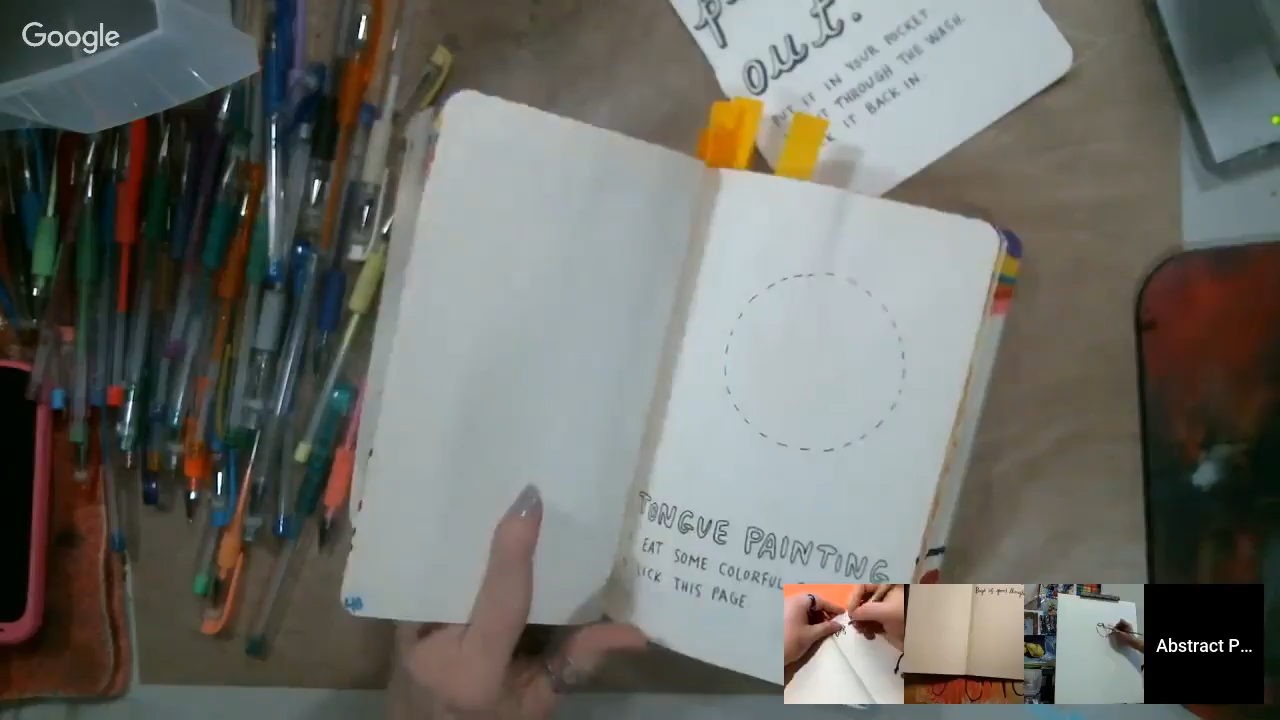 Google
out.
PUT IT IN YOUR POCKET
IT THROUGH THE WASH.
IT BACK IN.
TONGUE PAINTING
EAT SOME COLORFUL
LICK THIS PAGE
Abstract P...